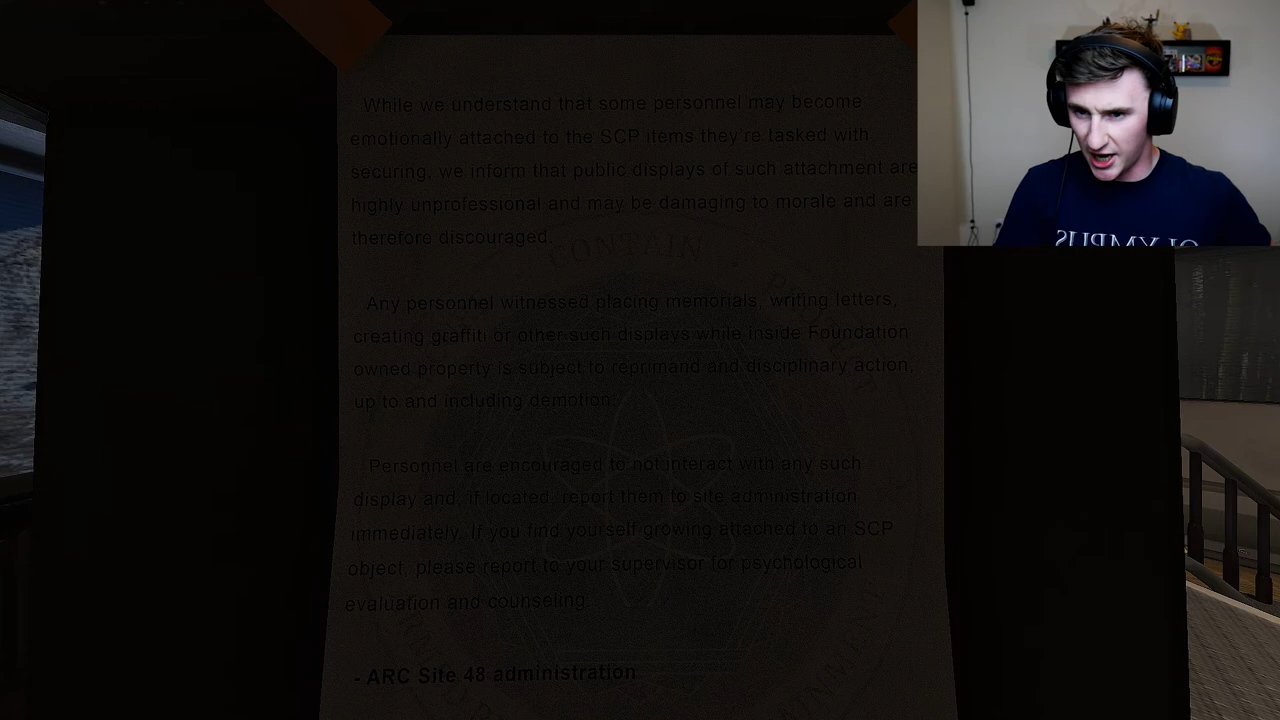 While we understand that some personnel may become
emotionally attached to the SCP items they're tasked with
securing, we inform that public displays of such attachment are
highly unprofessional and may be damaging to morale and are
therefore discouraged.
Any personnel witnessed placing memorials, writing letters,
creating graffiti or other such displays while inside Foundation
owned property is subject to reprimand and disciplinary action,
up to and including demotion.
Personnel are encouraged to not interact with any such
display and, if located, report them to site administration
immediately. If you find yourself growing attached to an SCP
object, please report to your supervisor for psychological
evaluation and counseling.
- ARC Site 48 administration
CONTAIN
OLYMPUS